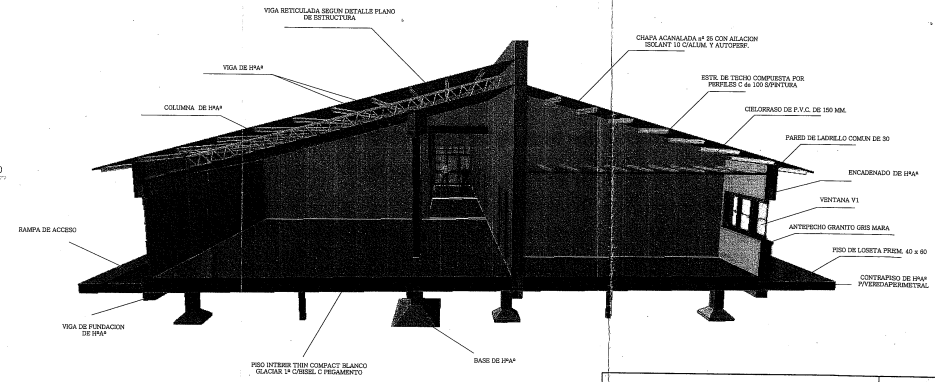 VIGA RETICULADA SEGUN DETALLE PLANO
DE ESTRUCTURA
CHAPA ACANALADA nº 25 CON AILACION
ISOLANT 10 C/ALUM. Y AUTOPERF.
VIGA DE HºAº
ESTR. DE TECHO COMPUESTA POR
PERFILES C de 100 S/PINTURA
COLUMNA DE HºAº
CIELORRASO DE P.V.C. DE 150 MM.
PARED DE LADRILLO COMUN DE 30
ENCADENADO DE HºAº
VENTANA V1
RAMPA DE ACCESO
ANTEPECHO GRANITO GRIS MARA
PISO DE LOSETA PREM. 40 x 60
CONTRAPISO DE HºAº
P/VEREDAPERIMETRAL
VIGA DE FUNDACION
DE HºAº
BASE DE HºAº
PISO INTERIR THIN COMPACT BLANCO
GLACIAR 1ª C/BISEL C PEGAMENTO